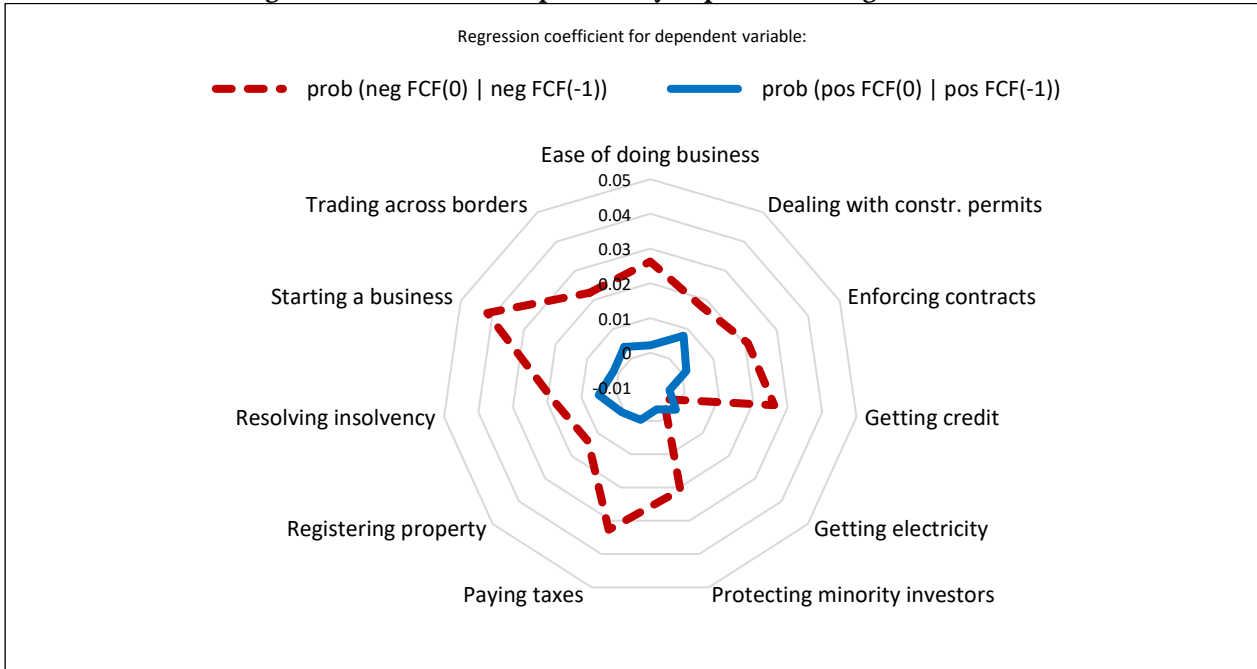 Regression coefficient for dependent variable:
prob (neg FCF(0) | neg FCF(-1)) prob (pos FCF(0) | pos FCF(-1))
Ease of doing business
0.05
Trading across borders Dealing with constr. permits
0.04
0.03
0.02
Starting a business Enforcing contracts
0.01
0
-0.01
Resolving insolvency Getting credit
Registering property Getting electricity
Paying taxes Protecting minority investors